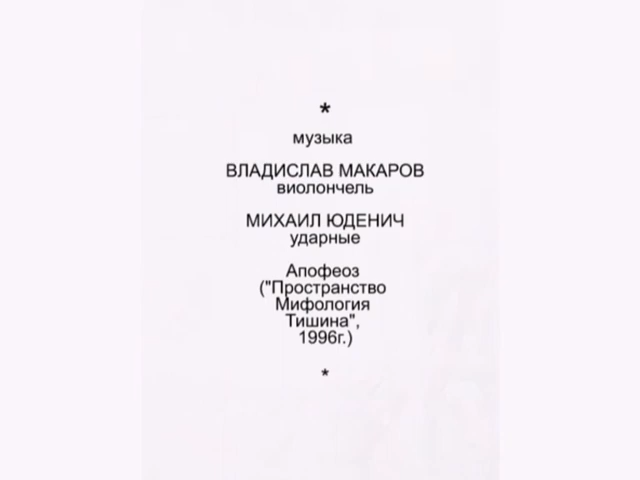 *
музыка
ВЛАДИСЛАВ МАКАРОВ
виолончель
МИХАИЛ ЮДЕНИЧ
ударные
Апофеоз
("Пространство
Мифология
Тишина",
1996г.)
*